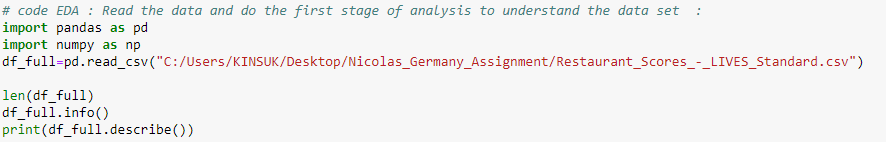 # code EDA : Read the data and do the first stage of analysis to understand the data set  :
import pandas as pd
import numpy as np
df_full=pd.read_csv("C:/Users/KINSUK/Desktop/Nicolas_Germany_Assignment/Restaurant_Scores_-_LIVES_Standard.csv")
len(df_full)
df_full.info()
print(df_full.describe())